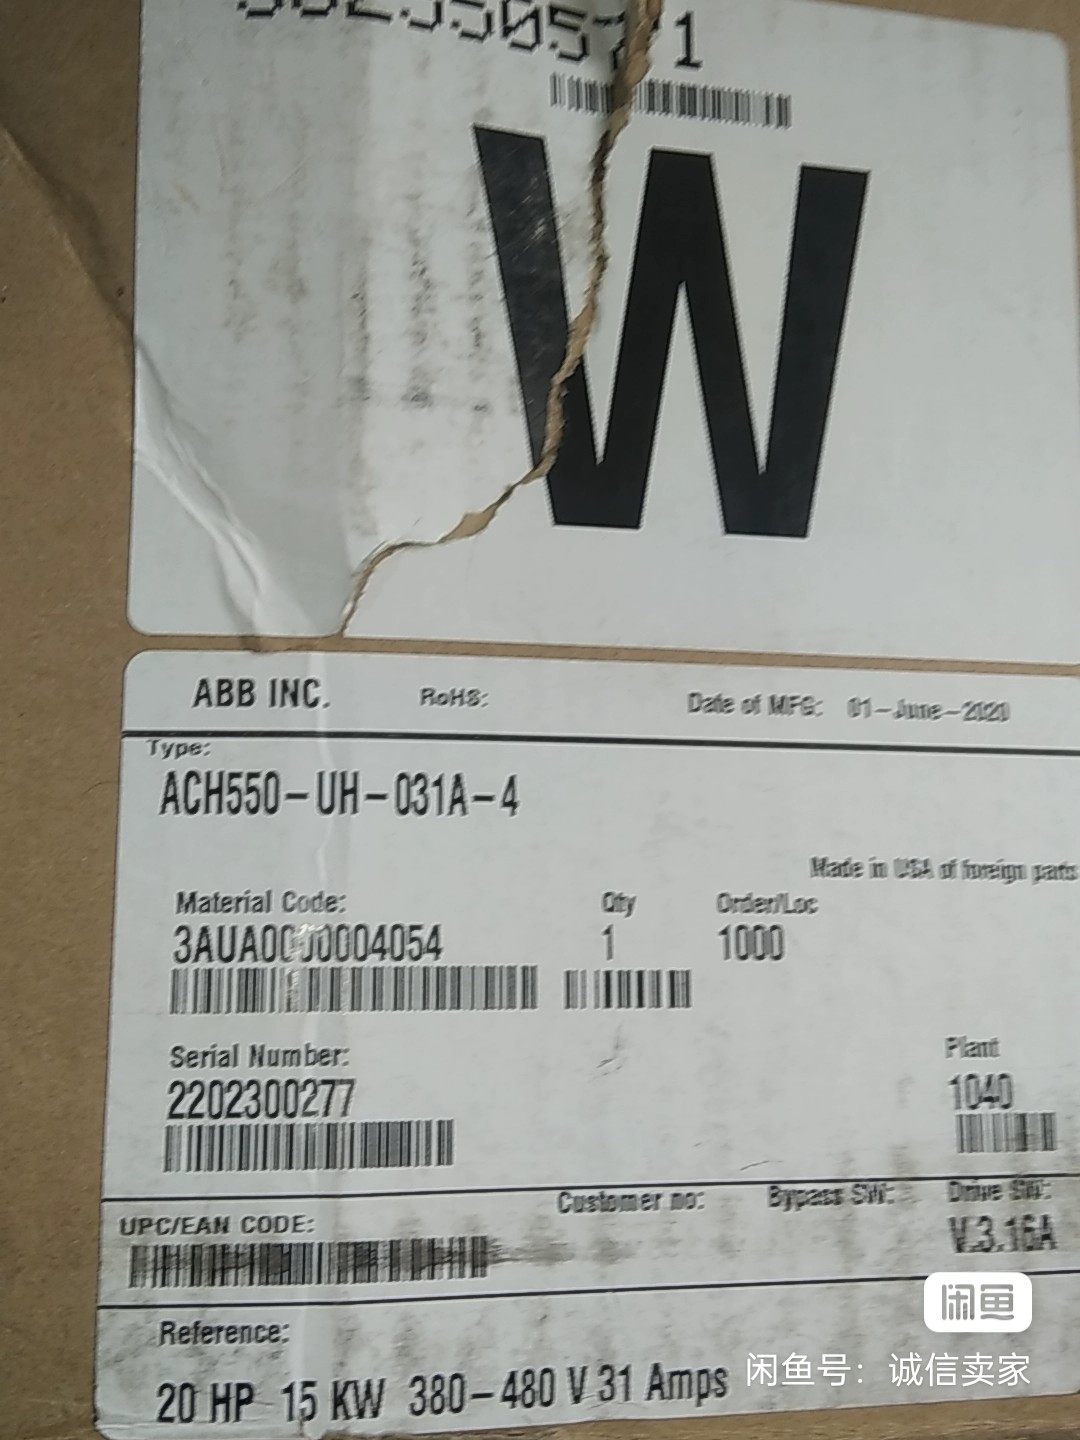 W
ABB INC. RoHS: Date of MFG: 01-June-2020
Type:
ACH550-UH-031A-4
Made in USA of foreign parts
Material Code: Qty Order/Loc
3AUA0000004054 1 1000
Serial Number: Plant
2202300277 1040
Customer no: Bypass SW: Drive SW:
UPC/EAN CODE: V.3.16A
闲鱼
Reference:
闲鱼号：诚信卖家
20 HP 15 KW 380-480 V 31 Amps